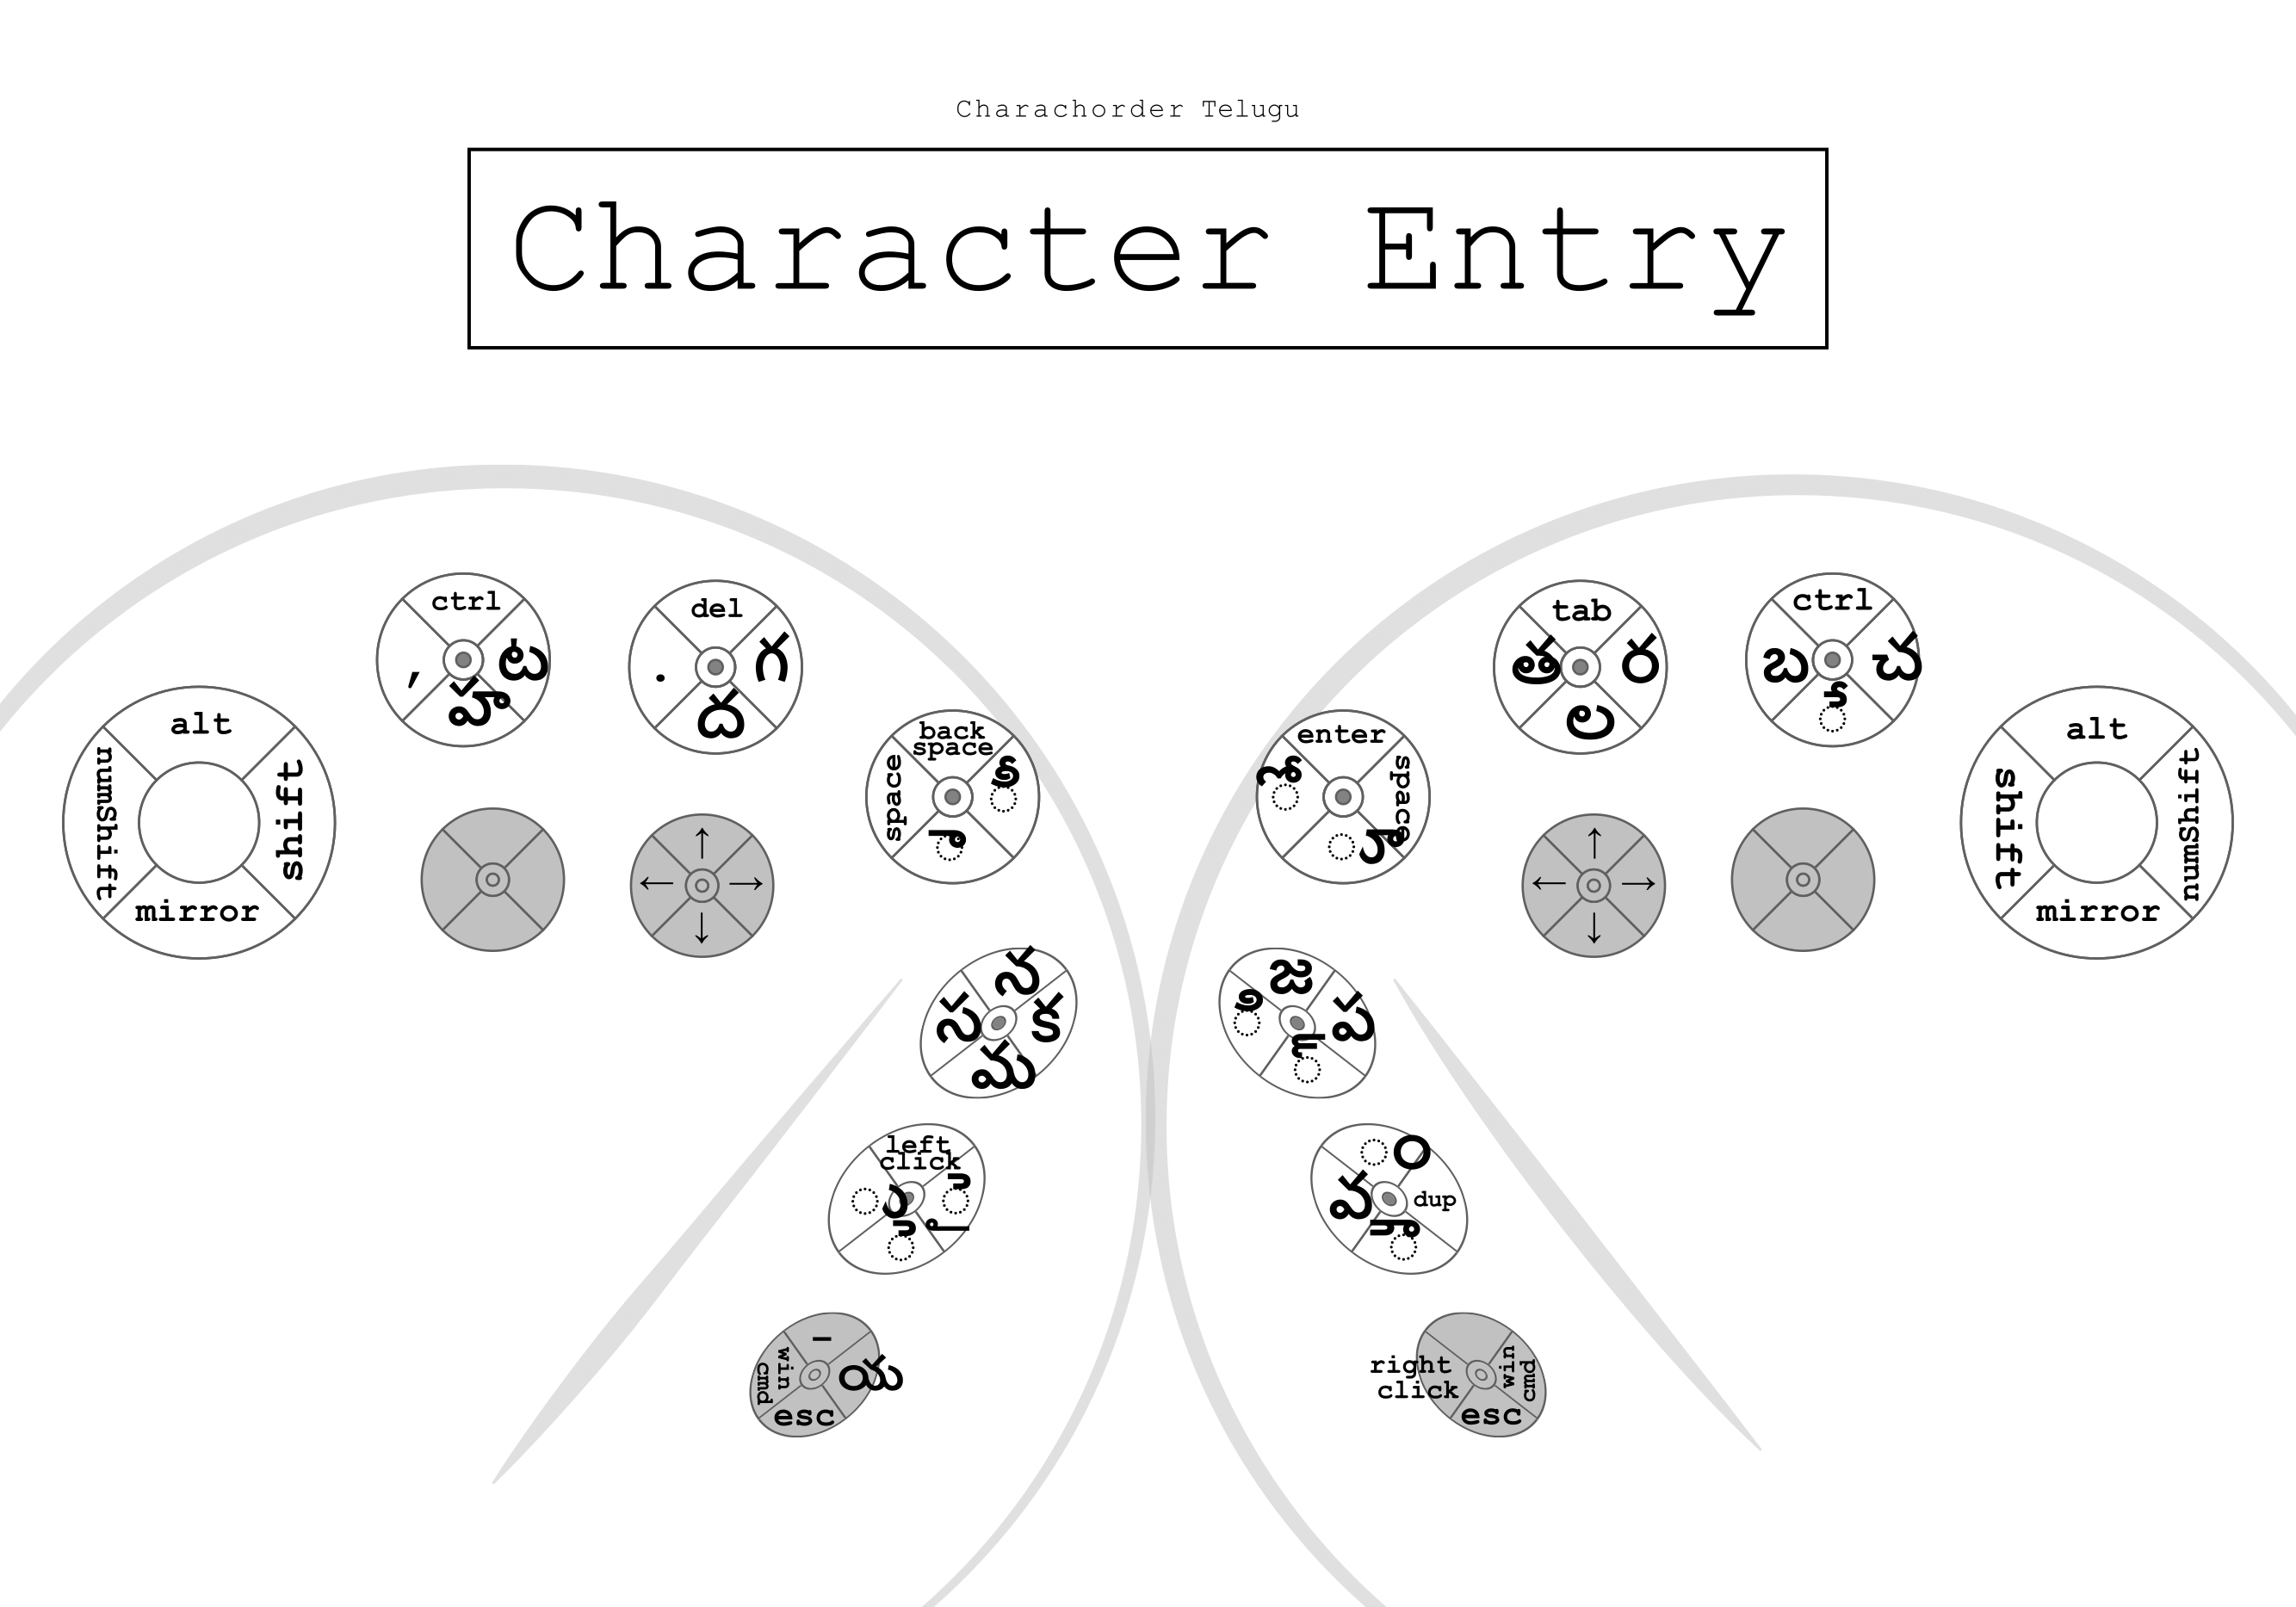 Charachorder Telugu
Character Entry
ctrl
,
ట
హ
del
.
గ
ద
back
space
space
ీ
ా
enter
ో
space
ూ
tab
త
ర
ల
ctrl
బ
చ
alt
numShift
shift
mirror
↑
←
→
↓
↑
←
→
↓
alt
shift
numShift
mirror
న
స
క
మ
జ
ి
ప
left
click
ు
ే
ం
వ
dup
-
win
cmd
య
esc
right
click
win
cmd
esc